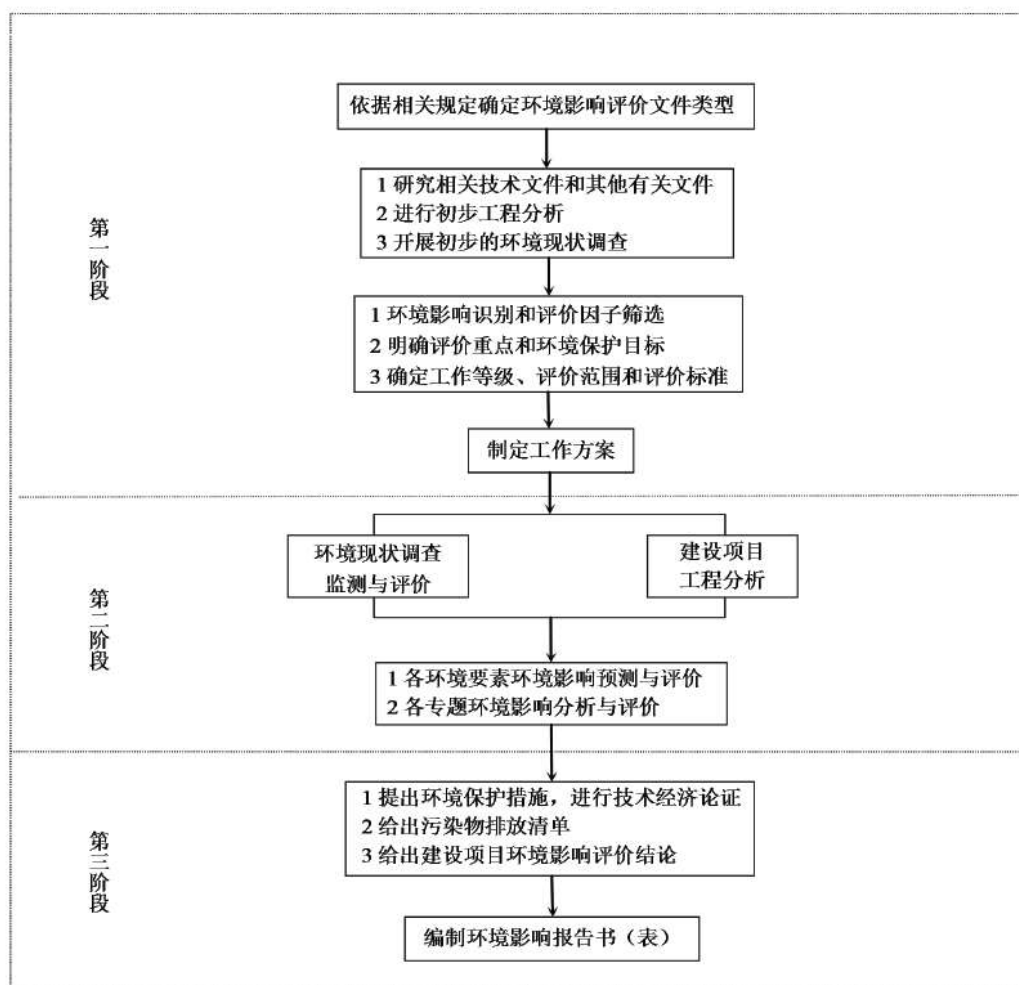 依据相关规定确定环境影响评价文件类型
1 研究相关技术文件和其他有关文件
2 进行初步工程分析
3 开展初步的环境现状调查
第一阶段
1 环境影响识别和评价因子筛选
2 明确评价重点和环境保护目标
3 确定工作等级、评价范围和评价标准
制定工作方案
环境现状调查
监测与评价
建设项目
工程分析
第二阶段
1 各环境要素环境影响预测与评价
2 各专题环境影响分析与评价
1 提出环境保护措施，进行技术经济论证
2 给出污染物排放清单
3 给出建设项目环境影响评价结论
第三阶段
编制环境影响报告书（表）